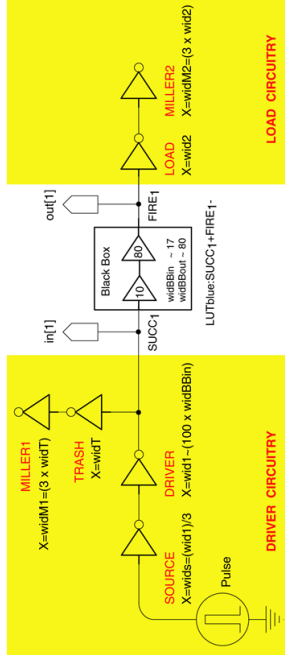 MILLER1
X=widM1=(3 x widT)
TRASH
X=widT
SOURCE
X=wids=(wid1)/3
DRIVER
X=wid1~(100 x widBBin)
Pulse
DRIVER CIRCUITRY
in[1]
SUCC1
Black Box
10
80
widBBin ~ 17
widBBout ~ 80
LUTblue:SUCC1+FIRE1-
out[1]
FIRE1
LOAD
X=wid2
MILLER2
X=widM2=(3 x wid2)
LOAD CIRCUITRY